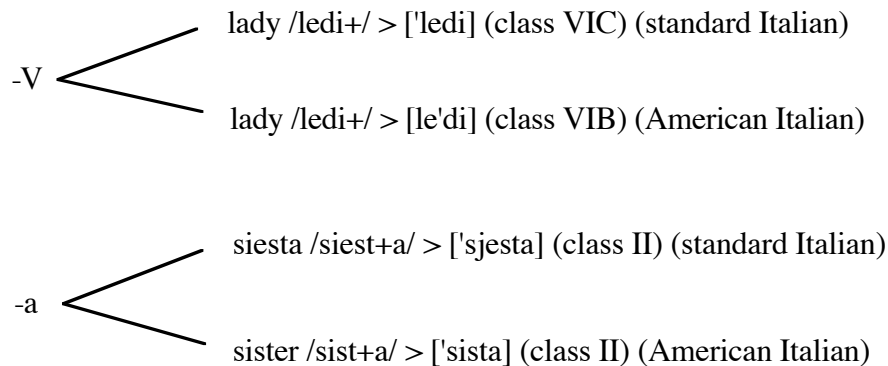 lady /ledi+/ > ['ledi] (class VIC) (standard Italian)
-V
lady /ledi+/ > [le'di] (class VIB) (American Italian)
siesta /siest+a/ > ['sjesta] (class II) (standard Italian)
-a
sister /sist+a/ > ['sista] (class II) (American Italian)